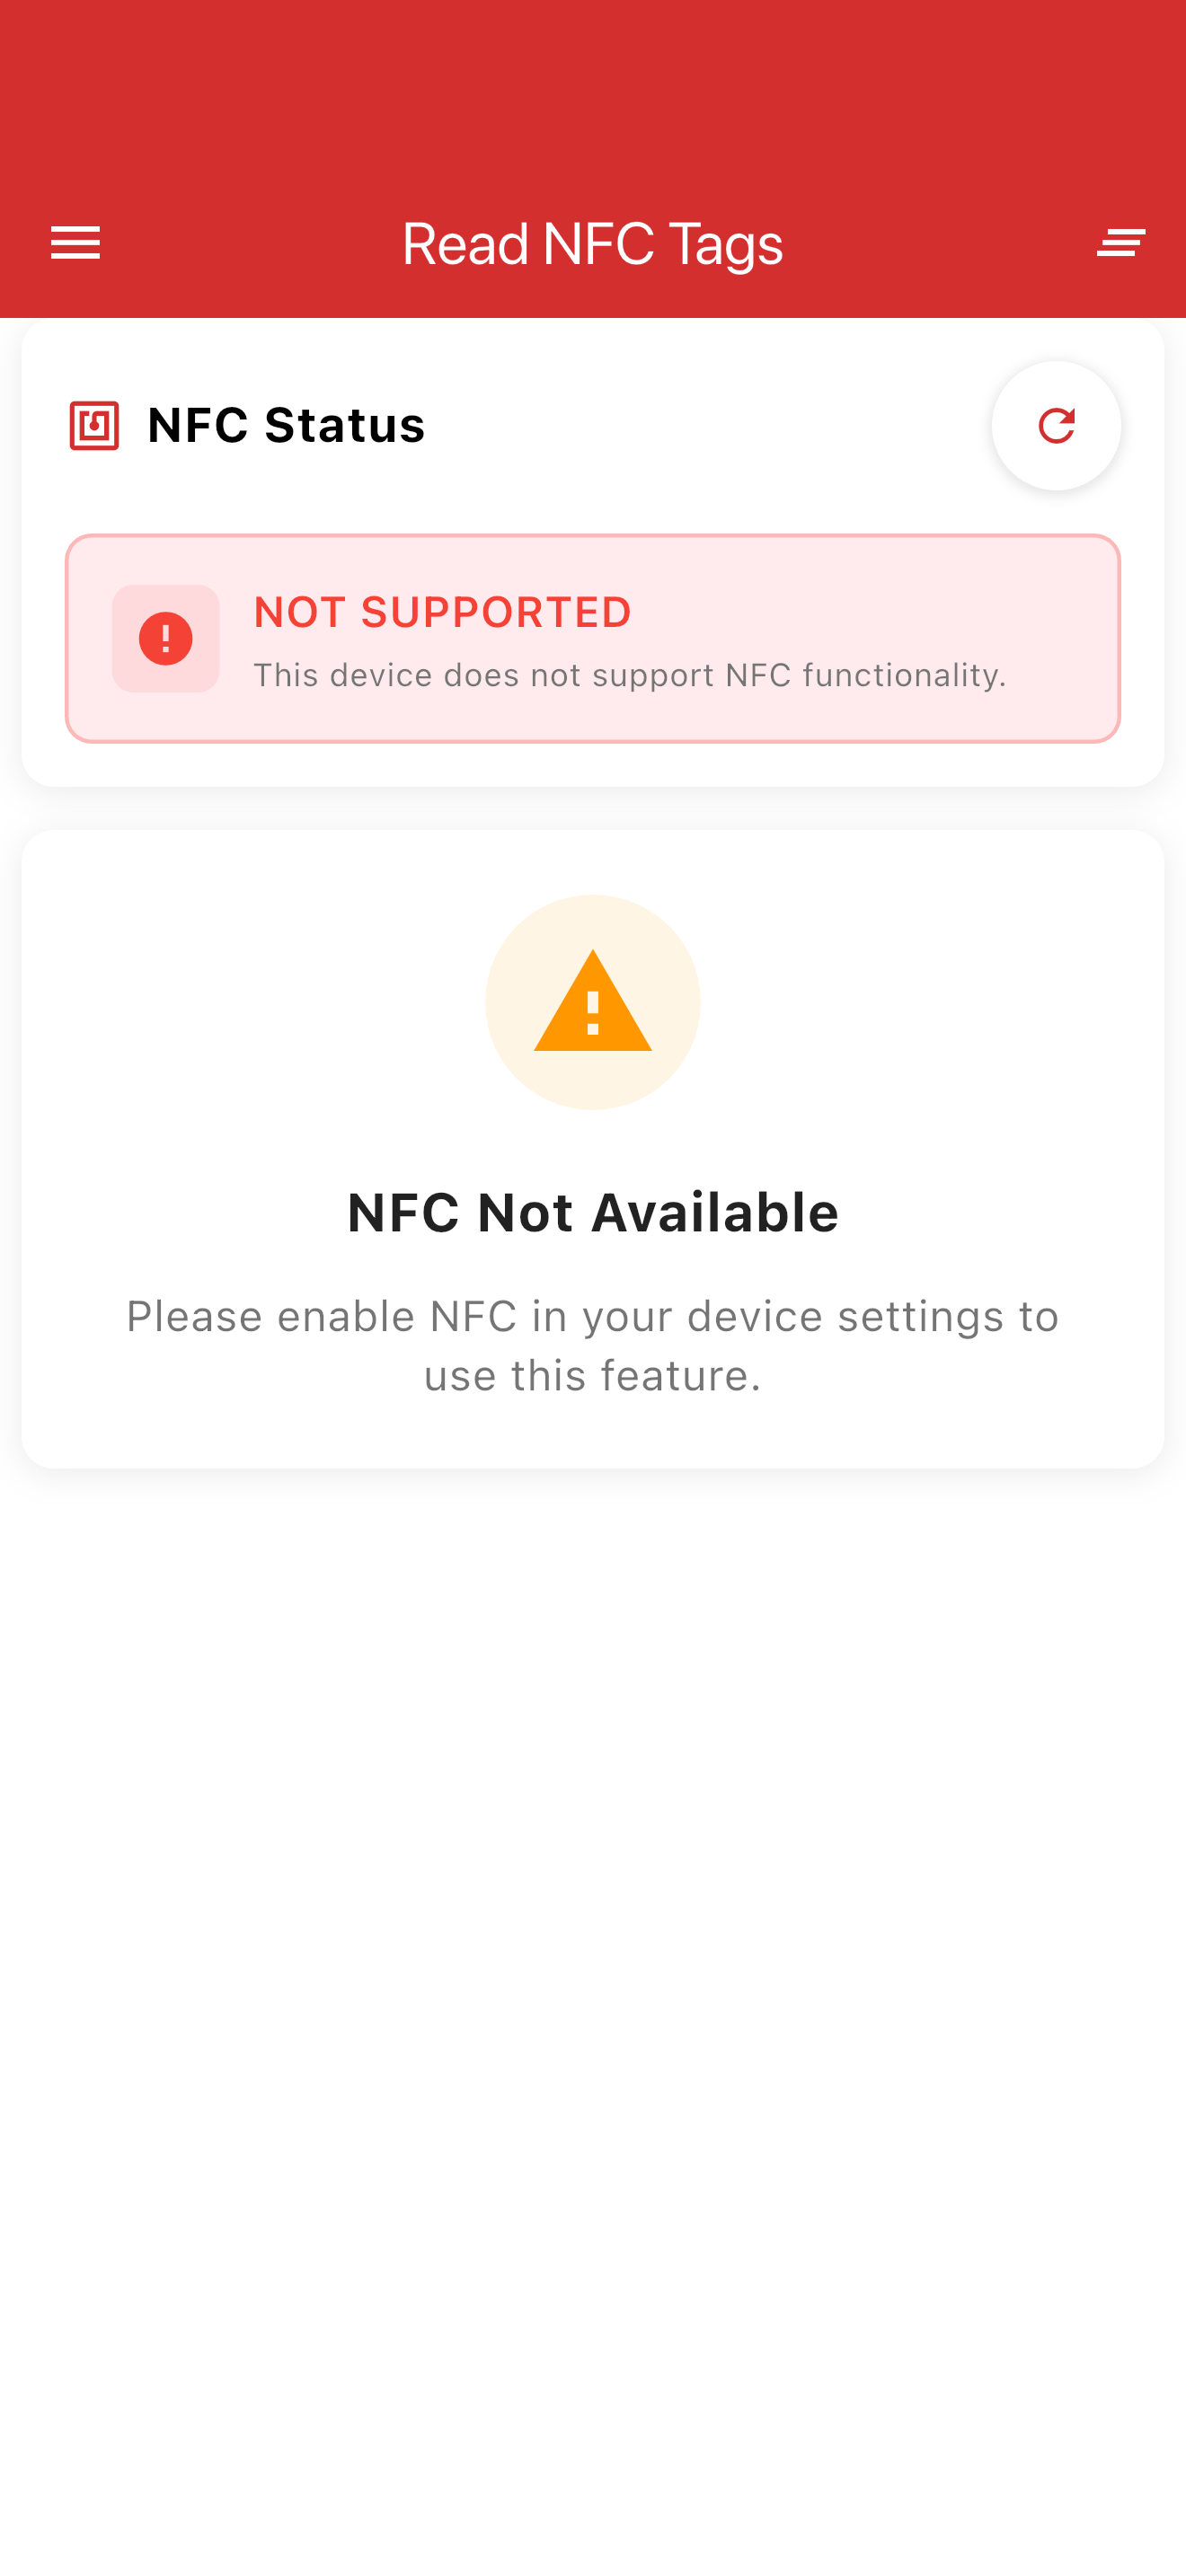 Read NFC Tags
NFC Status
NOT SUPPORTED
This device does not support NFC functionality.
NFC Not Available
Please enable NFC in your device settings to
use this feature.